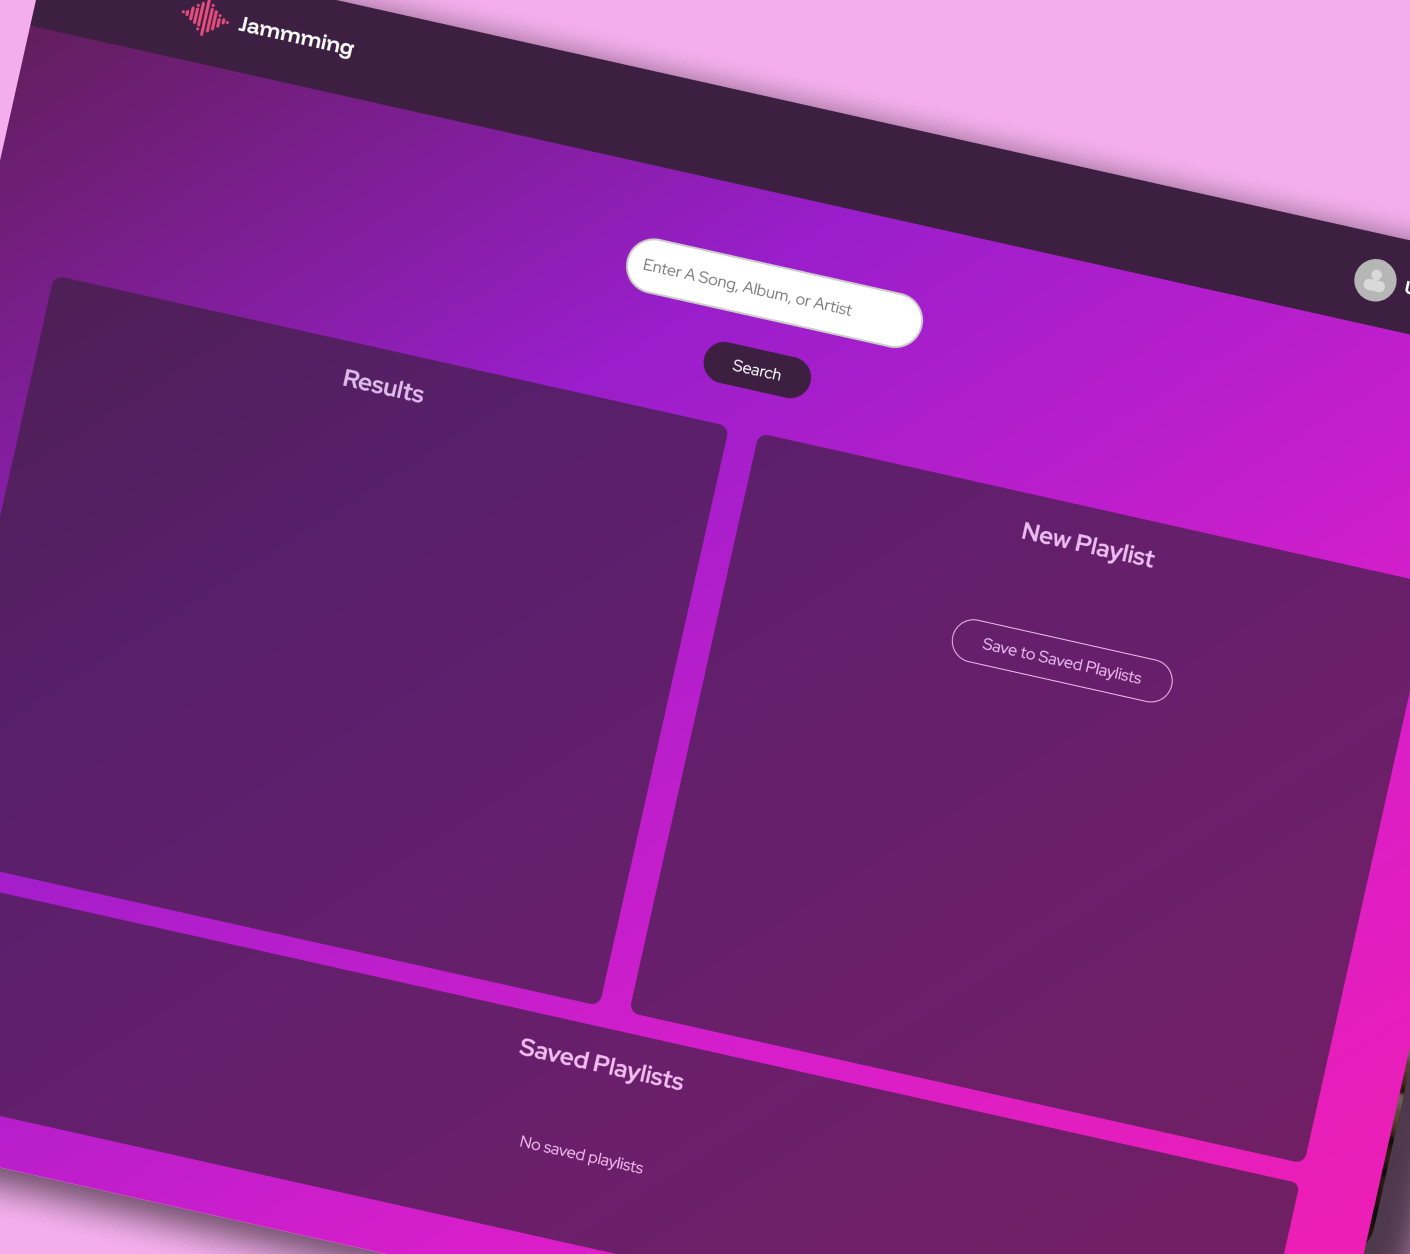 Jammming
Enter A Song, Album, or Artist
Search
Results
New Playlist
Save to Saved Playlists
Saved Playlists
No saved playlists